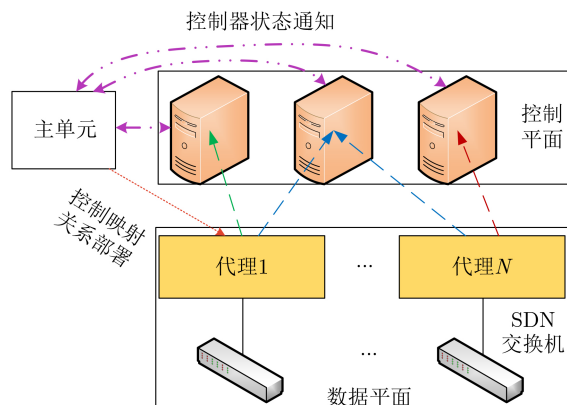 控制器状态通知
主单元
控制
平面
控制映射
关系部署
代理1
...
代理N
SDN
交换机
...
数据平面